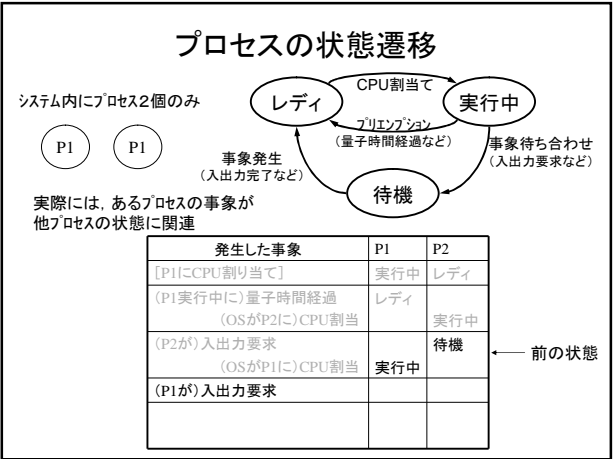 プロセスの状態遷移
システム内にプロセス2個のみ
P1 P1
レディ
CPU割当て
実行中
プリエンプション
(量子時間経過など)
事象発生
(入出力完了など)
事象待ち合わせ
(入出力要求など)
待機
実際には,あるプロセスの事象が
他プロセスの状態に関連
発生した事象 P1 P2
[P1にCPU割り当て] 実行中 レディ
(P1実行中に)量子時間経過 レディ
(OSがP2に)CPU割当 実行中
(P2が)入出力要求 待機
(OSがP1に)CPU割当 実行中
前の状態
(P1が)入出力要求